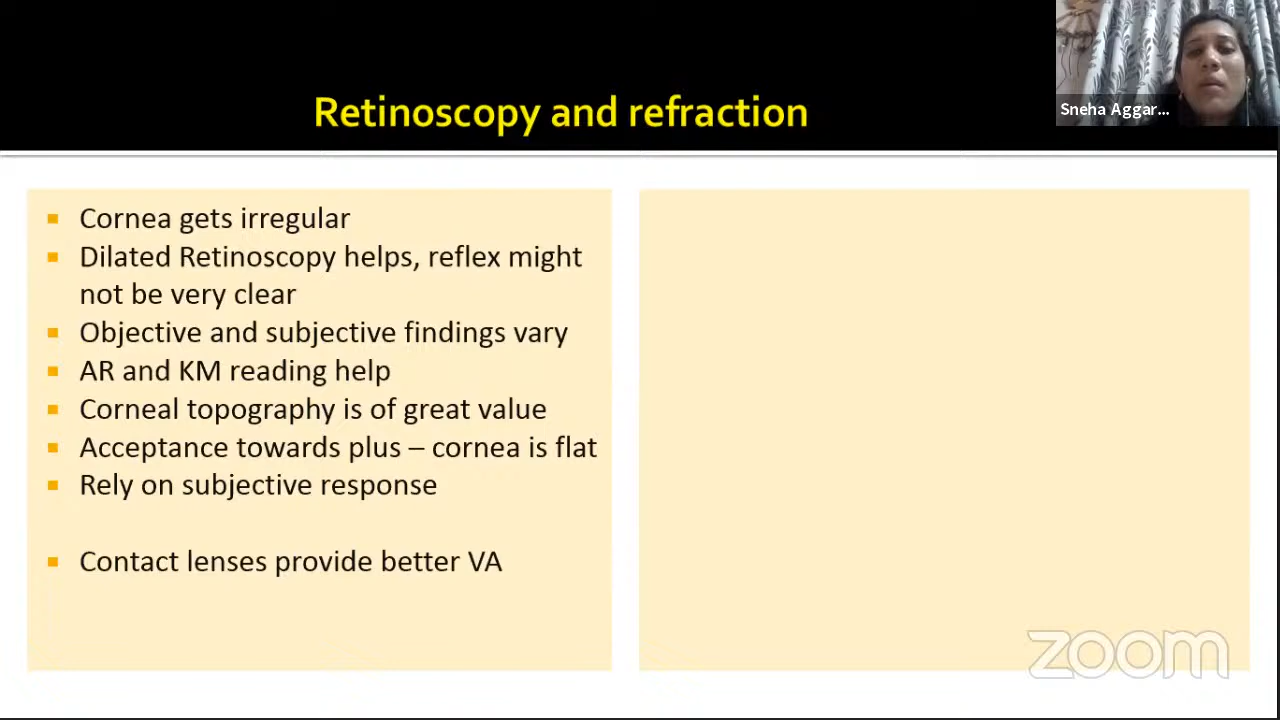 Retinoscopy and refraction
Sneha Aggar...
Cornea gets irregular
Dilated Retinoscopy helps, reflex might
not be very clear
Objective and subjective findings vary
AR and KM reading help
Corneal topography is of great value
Acceptance towards plus – cornea is flat
Rely on subjective response
Contact lenses provide better VA
zoom